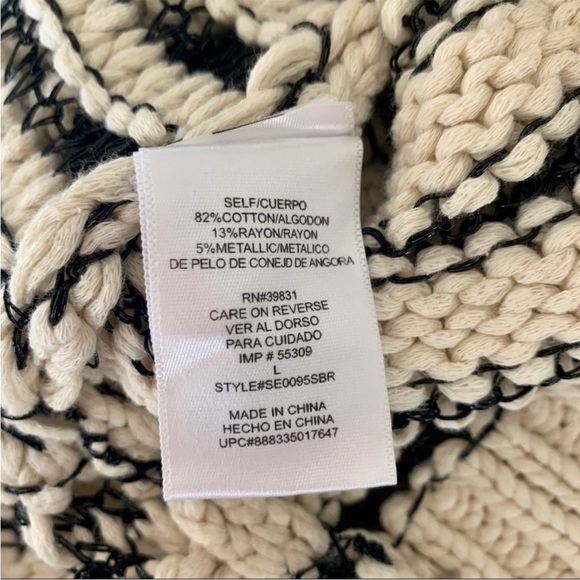 SELF/CUERPO
82%COTTON/ALGODON
13%RAYON/RAYON
5%METALLIC/METALICO
DE PELO DE CONEJD DE ANGORA
RN#39831
CARE ON REVERSE
VER AL DORSO
PARA CUIDADO
IMP # 55309
L
STYLE#SE0095SBR
MADE IN CHINA
HECHO EN CHINA
UPC#888335017647